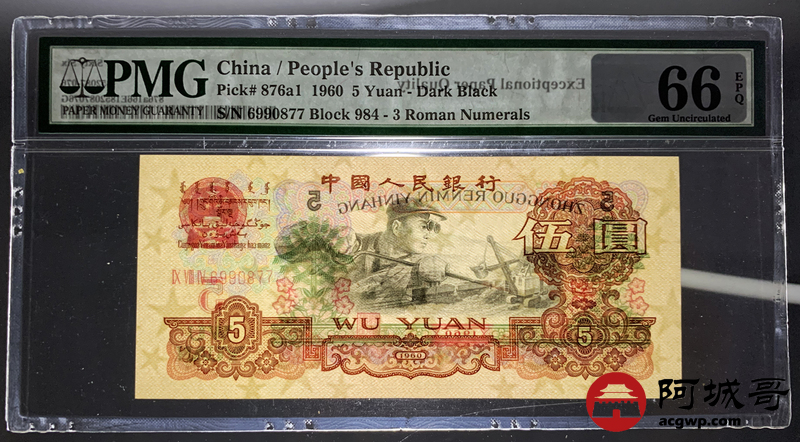 PMG
PAPER MONEY GUARANTY
China / People's Republic
Pick# 876a1 1960 5 Yuan - Dark Black
S/N 6990877 Block 984 - 3 Roman Numerals
Exceptional Paper Quality
66
EPQ
Gem Uncirculated
中國人民銀行
ZHONGGUO RENMIN YINHANG
5
5
伍圓
6990877
5
WU YUAN
5
1960
阿城哥
acgwp.com